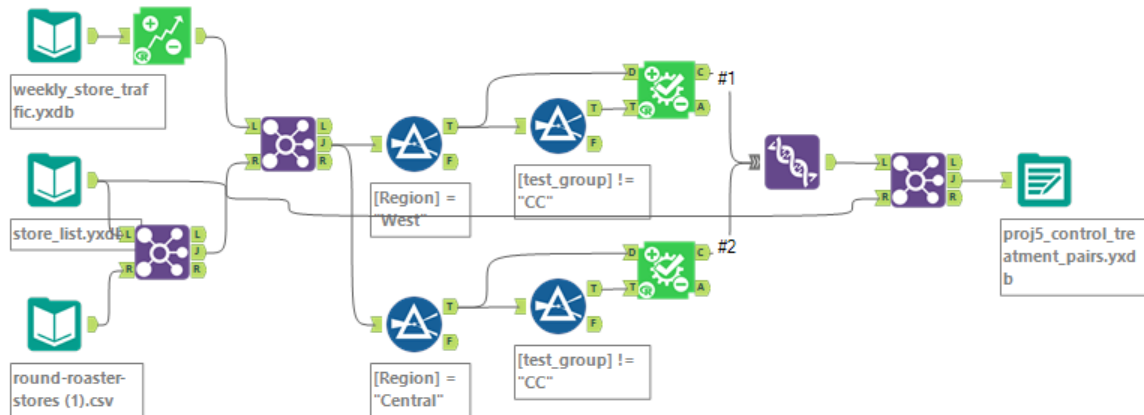 weekly_store_traf
fic.yxdb
L
R
L
J
R
T
F
[Region] =
"West"
T
F
[test_group] !=
"CC"
D
T
R
C
A
#1
store_list.yxdb
L
R
L
J
R
round-roaster-
stores (1).csv
T
F
[Region] =
"Central"
T
F
[test_group] !=
"CC"
D
T
R
C
A
#2
L
R
L
J
R
proj5_control_tre
atment_pairs.yxd
b